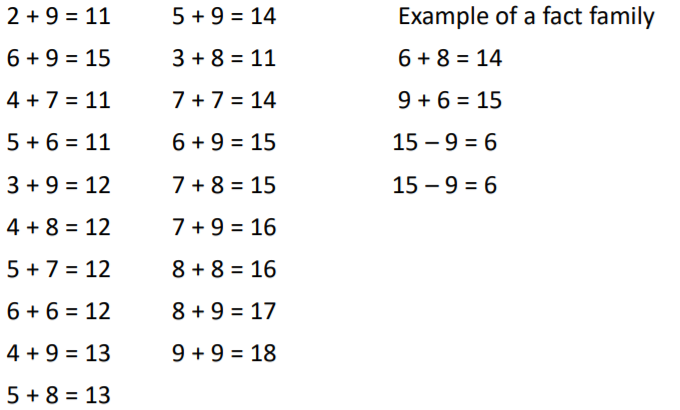 2 + 9 = 11
6 + 9 = 15
4 + 7 = 11
5 + 6 = 11
3 + 9 = 12
4 + 8 = 12
5 + 7 = 12
6 + 6 = 12
4 + 9 = 13
5 + 8 = 13
5 + 9 = 14
3 + 8 = 11
7 + 7 = 14
6 + 9 = 15
7 + 8 = 15
7 + 9 = 16
8 + 8 = 16
8 + 9 = 17
9 + 9 = 18
Example of a fact family
6 + 8 = 14
9 + 6 = 15
15 – 9 = 6
15 – 9 = 6